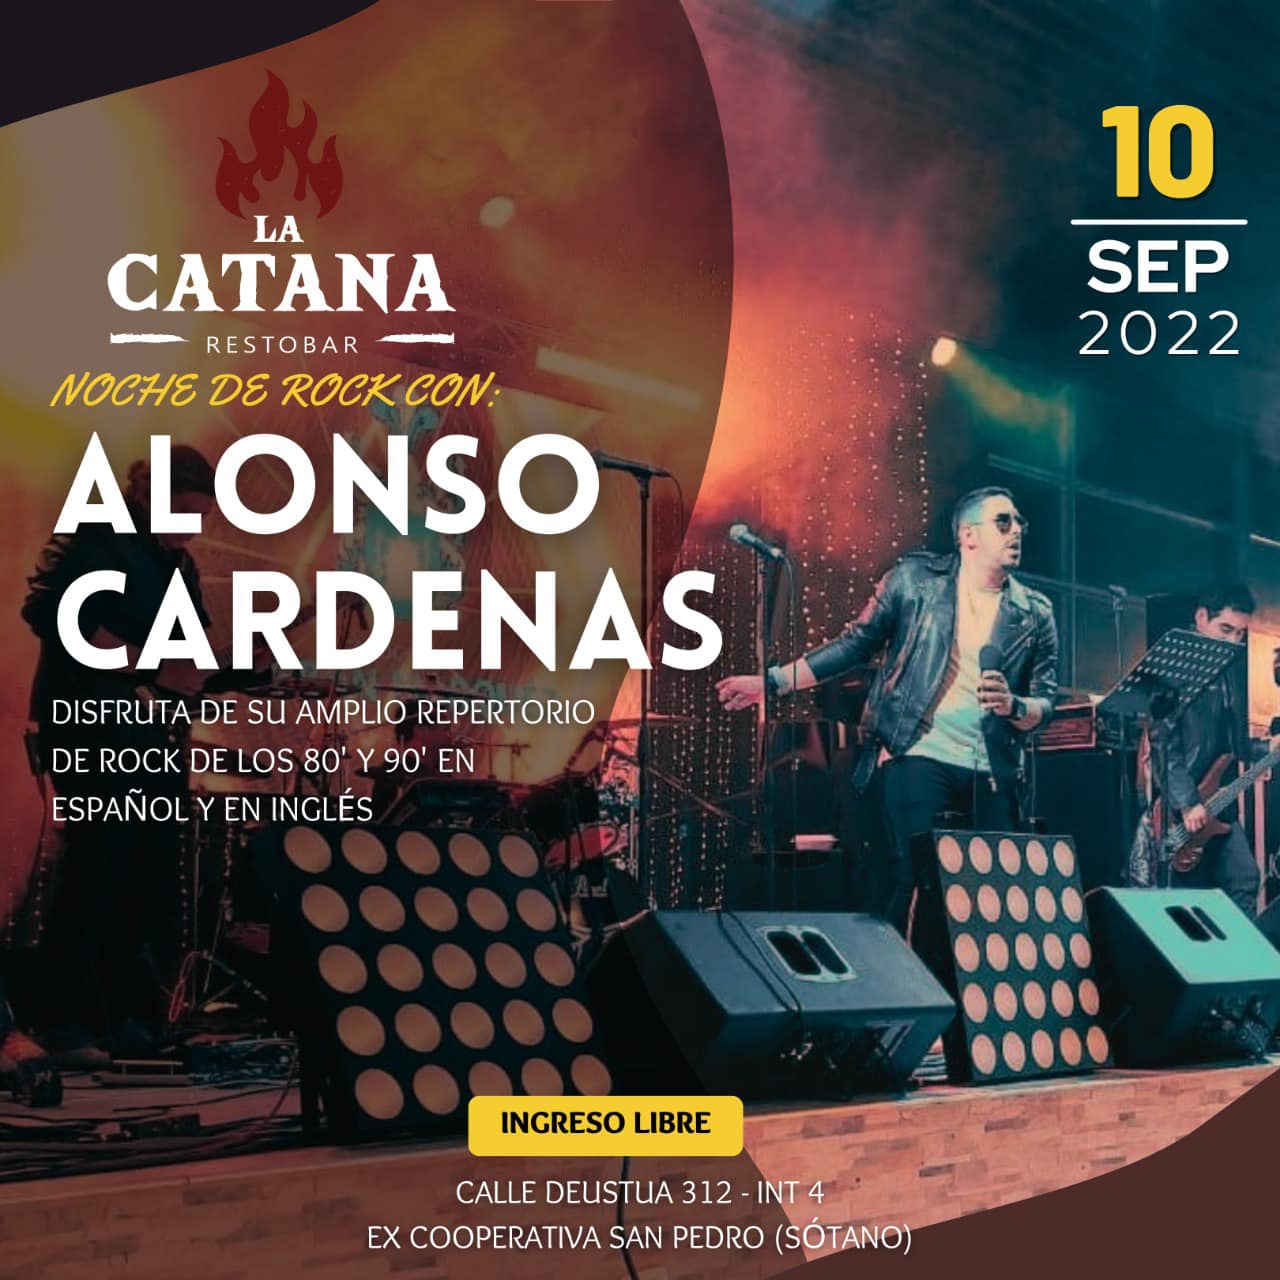 LA
CATANA
RESTOBAR
NOCHE DE ROCK CON:
ALONSO
CARDENAS
DISFRUTA DE SU AMPLIO REPERTORIO
DE ROCK DE LOS 80' Y 90' EN
ESPAÑOL Y EN INGLÉS
10
SEP
2022
INGRESO LIBRE
CALLE DEUSTUA 312 - INT 4
EX COOPERATIVA SAN PEDRO (SÓTANO)